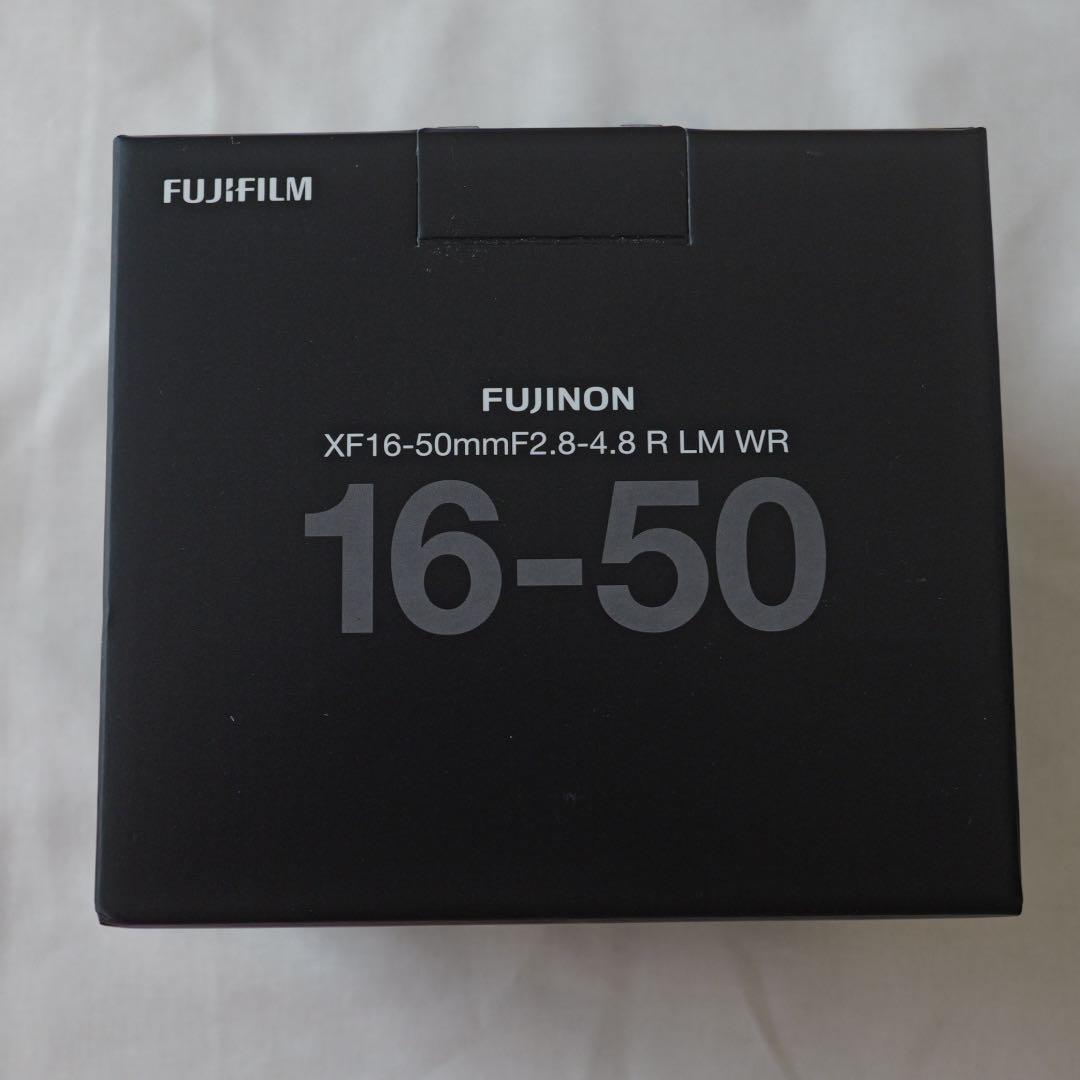 FUJIFILM
FUJINON
XF16-50mmF2.8-4.8 R LM WR
16-50